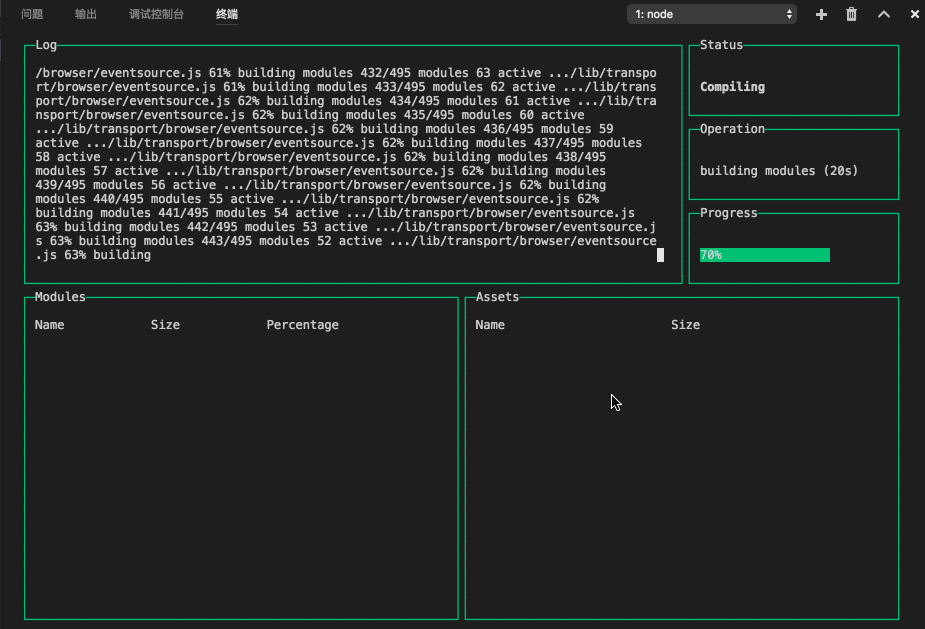 问题 输出 调试控制台 终端 1: node
Log
/browser/eventsource.js 61% building modules 432/495 modules 63 active .../lib/transpo
rt/browser/eventsource.js 61% building modules 433/495 modules 62 active .../lib/trans
port/browser/eventsource.js 62% building modules 434/495 modules 61 active .../lib/tra
nsport/browser/eventsource.js 62% building modules 435/495 modules 60 active
.../lib/transport/browser/eventsource.js 62% building modules 436/495 modules 59
active .../lib/transport/browser/eventsource.js 62% building modules 437/495 modules
58 active .../lib/transport/browser/eventsource.js 62% building modules 438/495
modules 57 active .../lib/transport/browser/eventsource.js 62% building modules
439/495 modules 56 active .../lib/transport/browser/eventsource.js 62% building
modules 440/495 modules 55 active .../lib/transport/browser/eventsource.js 62%
building modules 441/495 modules 54 active .../lib/transport/browser/eventsource.js
63% building modules 442/495 modules 53 active .../lib/transport/browser/eventsource.j
s 63% building modules 443/495 modules 52 active .../lib/transport/browser/eventsource
.js 63% building
Status
Compiling
Operation
building modules (20s)
Progress
70%
Modules
Name Size Percentage
Assets
Name Size